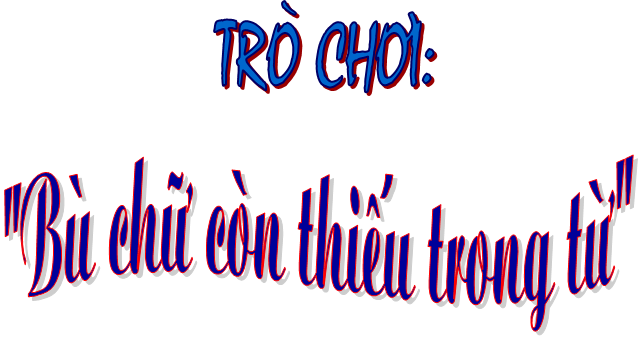 TRÒ CHƠI:
"Bù chữ còn thiếu trong từ"